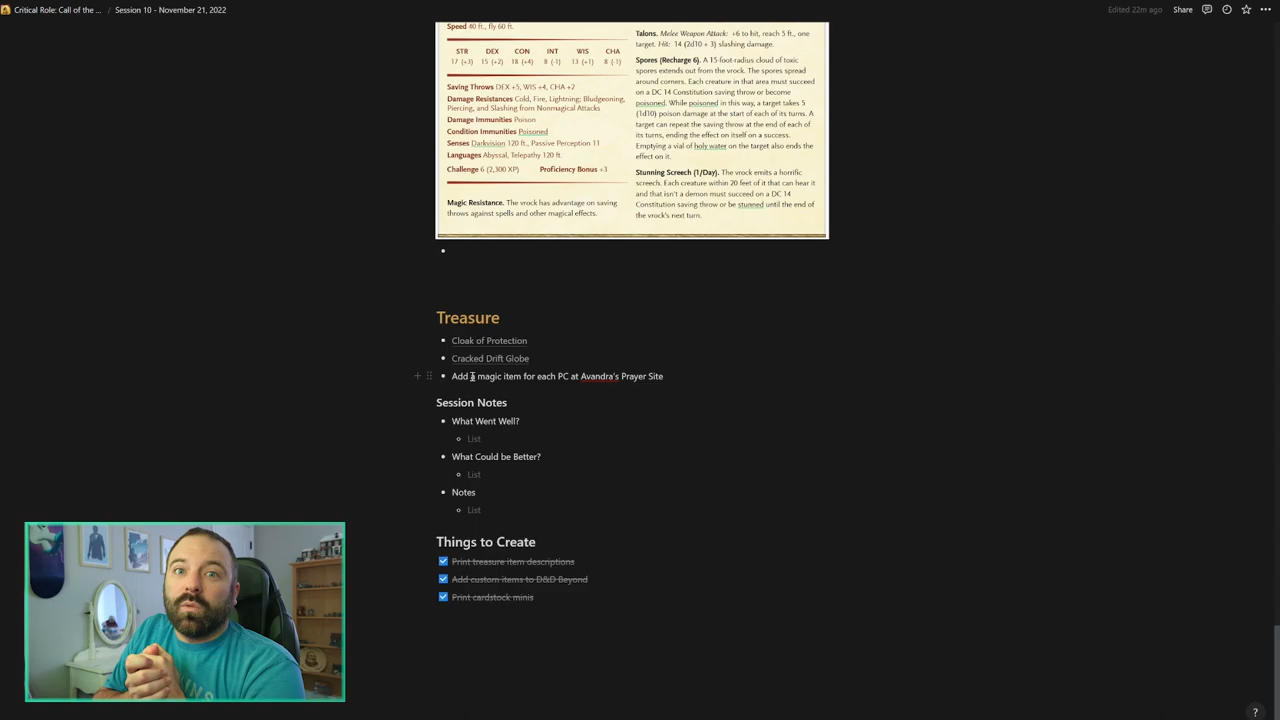 Critical Role: Call of the ... / Session 10 - November 21, 2022
Edited 22m ago Share
Speed 40 ft., fly 60 ft.
STR DEX CON INT WIS CHA
17 (+3) 15 (+2) 18 (+4) 8 (-1) 13 (+1) 8 (-1)
Saving Throws DEX +5, WIS +4, CHA +2
Damage Resistances Cold, Fire, Lightning; Bludgeoning,
Piercing, and Slashing from Nonmagical Attacks
Damage Immunities Poison
Condition Immunities Poisoned
Senses Darkvision 120 ft., Passive Perception 11
Languages Abyssal, Telepathy 120 ft.
Challenge 6 (2,300 XP) Proficiency Bonus +3
Magic Resistance. The vrock has advantage on saving
throws against spells and other magical effects.
Talons. Melee Weapon Attack: +6 to hit, reach 5 ft., one
target. Hit: 14 (2d10 + 3) slashing damage.
Spores (Recharge 6). A 15-foot-radius cloud of toxic
spores extends out from the vrock. The spores spread
around corners. Each creature in that area must succeed
on a DC 14 Constitution saving throw or become
poisoned. While poisoned in this way, a target takes 5
(1d10) poison damage at the start of each of its turns. A
target can repeat the saving throw at the end of each of
its turns, ending the effect on itself on a success.
Emptying a vial of holy water on the target also ends the
effect on it.
Stunning Screech (1/Day). The vrock emits a horrific
screech. Each creature within 20 feet of it that can hear it
and that isn't a demon must succeed on a DC 14
Constitution saving throw or be stunned until the end of
the vrock's next turn.
Treasure
Cloak of Protection
Cracked Drift Globe
Add a magic item for each PC at Avandra's Prayer Site
Session Notes
What Went Well?
List
What Could be Better?
List
Notes
List
Things to Create
Print treasure item descriptions
Add custom items to D&D Beyond
Print cardstock minis
?